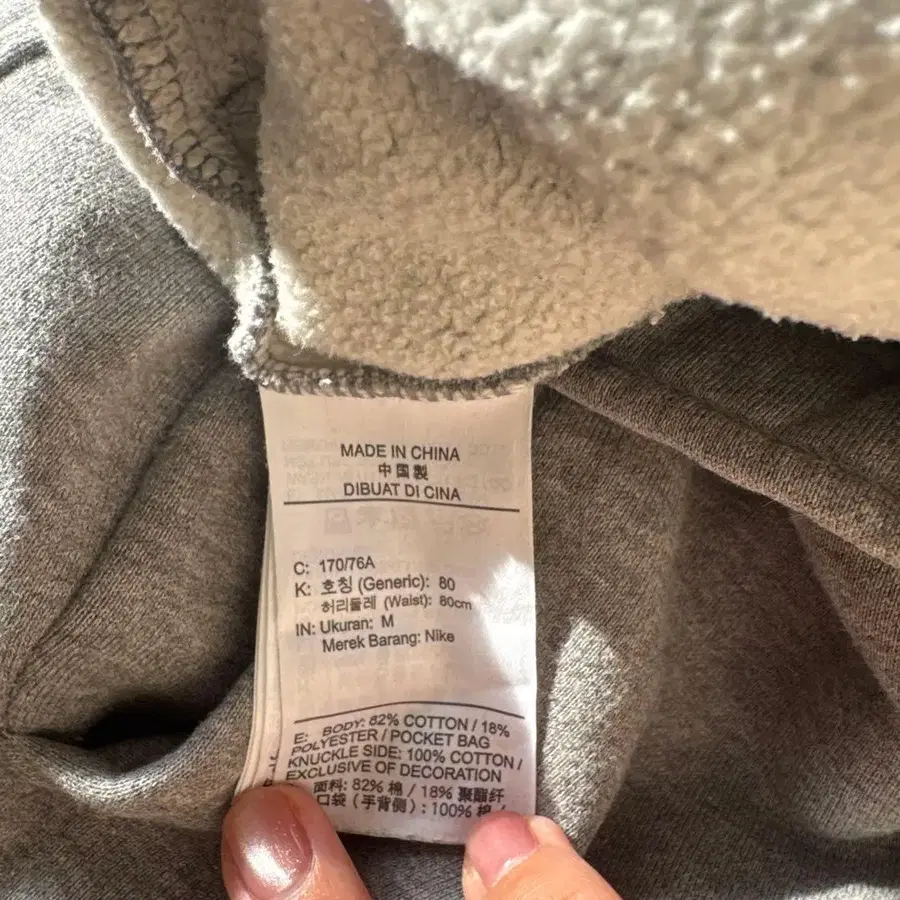 MADE IN CHINA
中国製
DIBUAT DI CINA
C: 170/76A
K: 호칭 (Generic): 80
허리둘레 (Waist): 80cm
IN: Ukuran: M
Merek Barang: Nike
E: BODY: 82% COTTON / 18%
POLYESTER / POCKET BAG
KNUCKLE SIDE: 100% COTTON /
EXCLUSIVE OF DECORATION
面料: 82% 棉 / 18% 聚酯纤
口袋 (手背侧) : 100% 棉 /